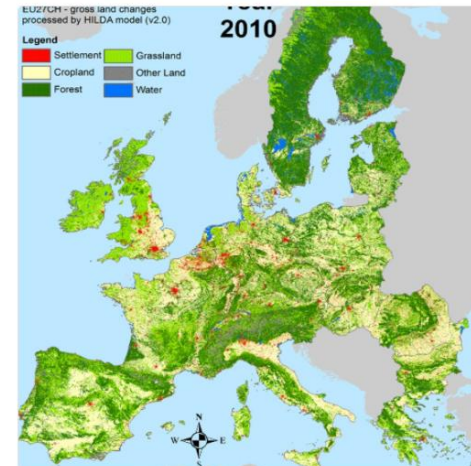 EU27CH - gross land changes
processed by HILDA model (v2.0)
Year
2010
Legend
Settlement
Grassland
Cropland
Other Land
Forest
Water
N
W E
S